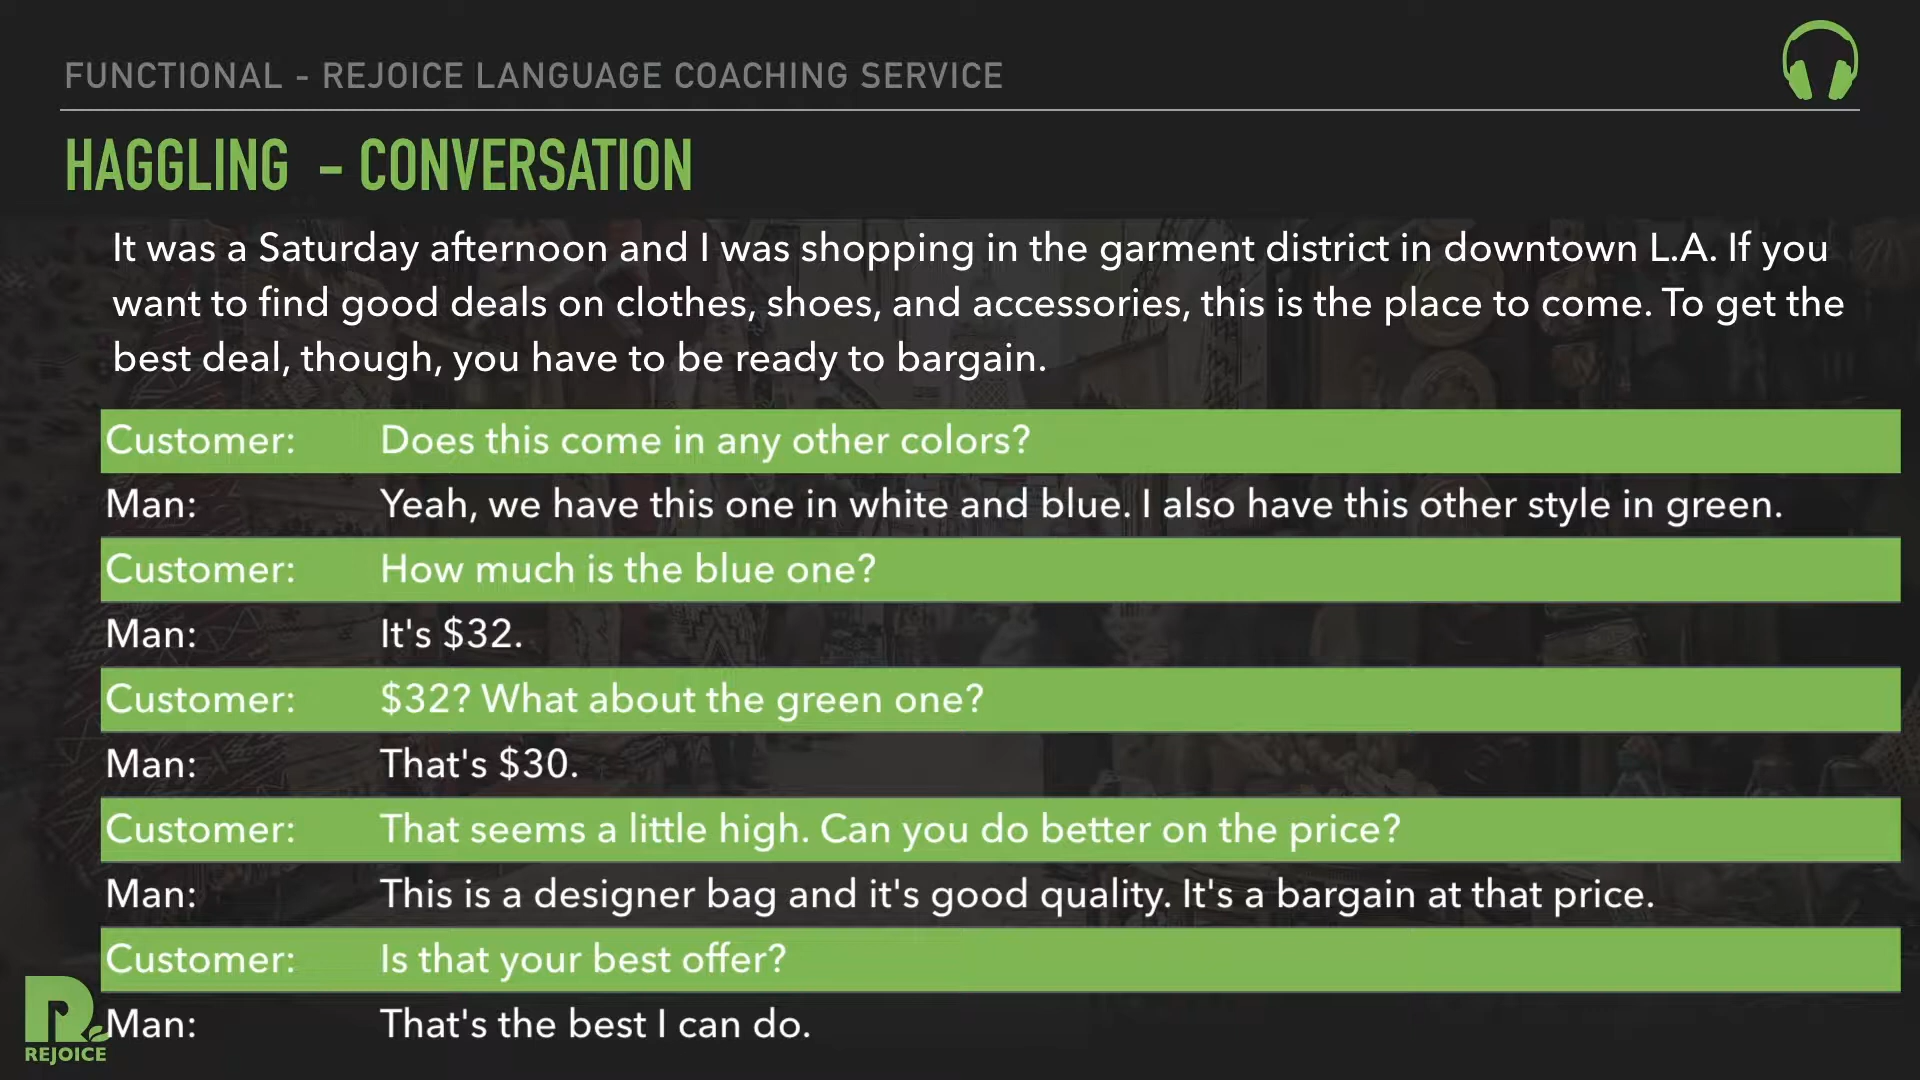 FUNCTIONAL - REJOICE LANGUAGE COACHING SERVICE
HAGGLING - CONVERSATION
It was a Saturday afternoon and I was shopping in the garment district in downtown L.A. If you
want to find good deals on clothes, shoes, and accessories, this is the place to come. To get the
best deal, though, you have to be ready to bargain.
Customer: Does this come in any other colors?
Man: Yeah, we have this one in white and blue. I also have this other style in green.
Customer: How much is the blue one?
Man: It's $32.
Customer: $32? What about the green one?
Man: That's $30.
Customer: That seems a little high. Can you do better on the price?
Man: This is a designer bag and it's good quality. It's a bargain at that price.
Customer: Is that your best offer?
Man: That's the best I can do.
REJOICE